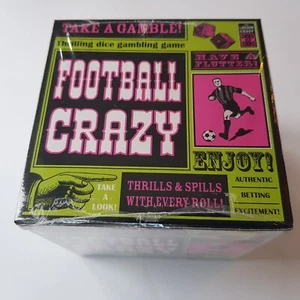 TAKE A GAMBLE!
Thrilling dice gambling game
HAVE A
FLUTTER!
FOOTBALL
CRAZY
ENJOY!
TAKE
A
LOOK!
THRILLS & SPILLS
WITH EVERY ROLL!
AUTHENTIC
BETTING
EXCITEMENT!